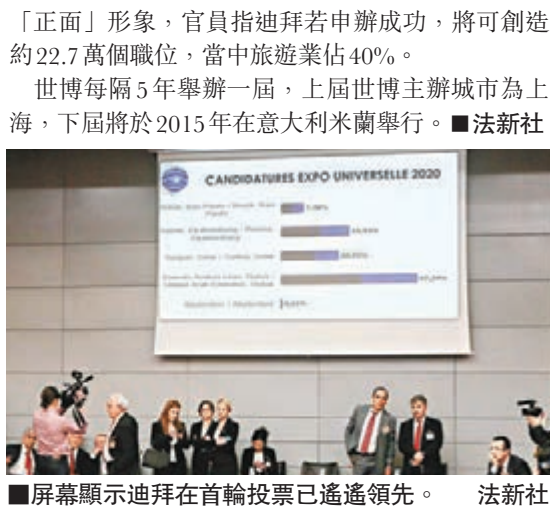 「正面」形象，官員指迪拜若申辦成功，將可創造
約22.7萬個職位，當中旅遊業佔40%。
世博每隔5年舉辦一屆，上屆世博主辦城市為上
海，下屆將於2015年在意大利米蘭舉行。■法新社
CANDIDATURES EXPO UNIVERSELLE 2020
■屏幕顯示迪拜在首輪投票已遙遙領先。 法新社